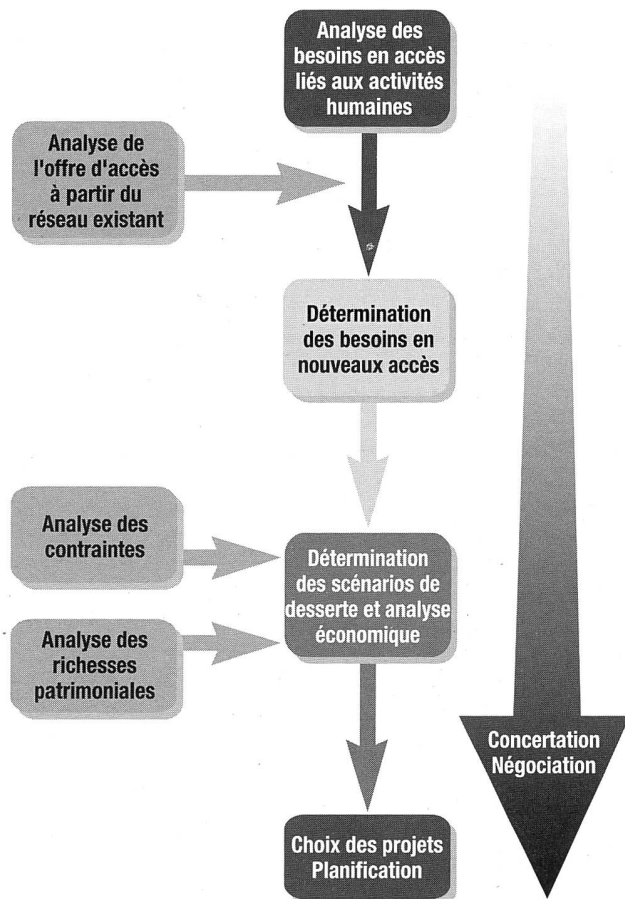 Analyse des
besoins en accès
liés aux activités
humaines
Analyse de
l'offre d'accès
à partir du
réseau existant
Détermination
des besoins en
nouveaux accès
Analyse des
contraintes
Détermination
des scénarios de
desserte et analyse
économique
Analyse des
richesses
patrimoniales
Concertation
Négociation
Choix des projets
Planification